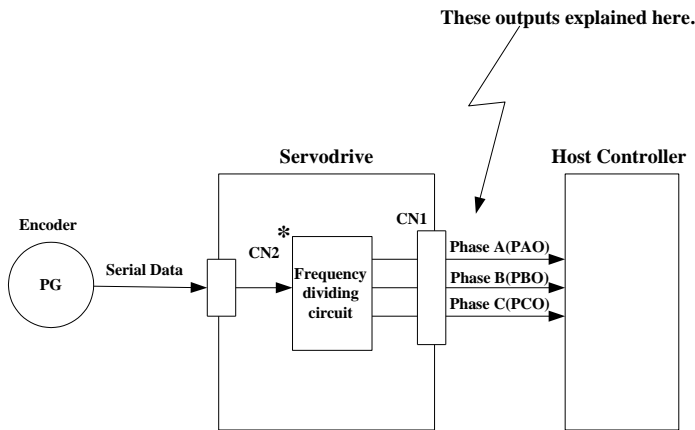 These outputs explained here.
Servodrive
Host Controller
Encoder
PG
Serial Data
CN2
*
Frequency
dividing
circuit
CN1
Phase A(PAO)
Phase B(PBO)
Phase C(PCO)